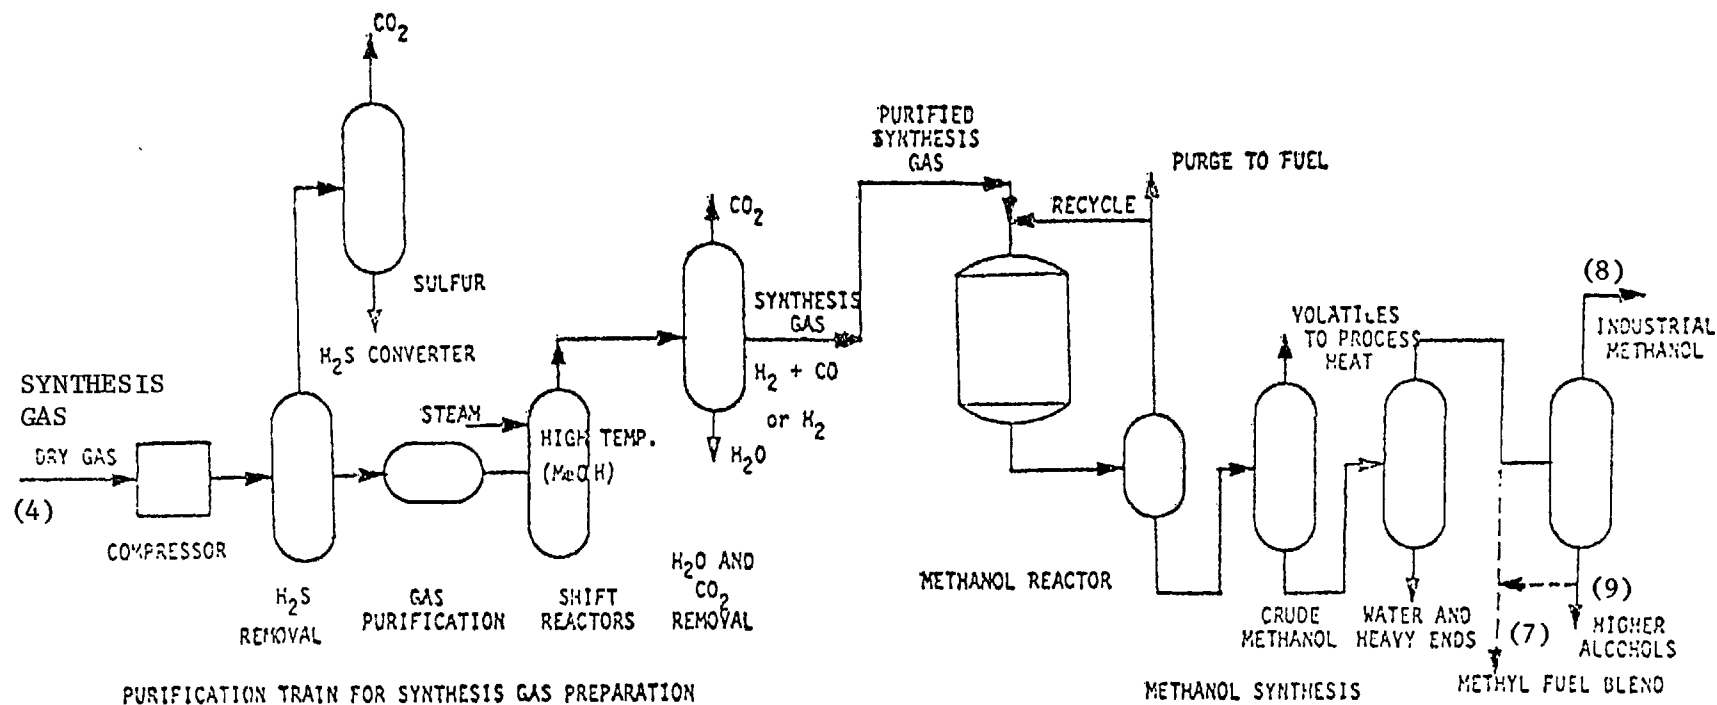 CO2
SULFUR
H2S CONVERTER
SYNTHESIS
GAS
DRY GAS
(4)
COMPRESSOR
H2S
REMOVAL
GAS
PURIFICATION
STEAM
HIGH TEMP.
(MeOH)
SHIFT
REACTORS
CO2
H2O
H2O AND
CO2
REMOVAL
SYNTHESIS
GAS
H2 + CO
or H2
PURIFIED
SYNTHESIS
GAS
RECYCLE
PURGE TO FUEL
METHANOL REACTOR
VOLATILES
TO PROCESS
HEAT
CRUDE
METHANOL
WATER AND
HEAVY ENDS
(8)
INDUSTRIAL
METHANOL
(9)
HIGHER
ALCOHOLS
(7)
METHYL FUEL BLEND
PURIFICATION TRAIN FOR SYNTHESIS GAS PREPARATION
METHANOL SYNTHESIS